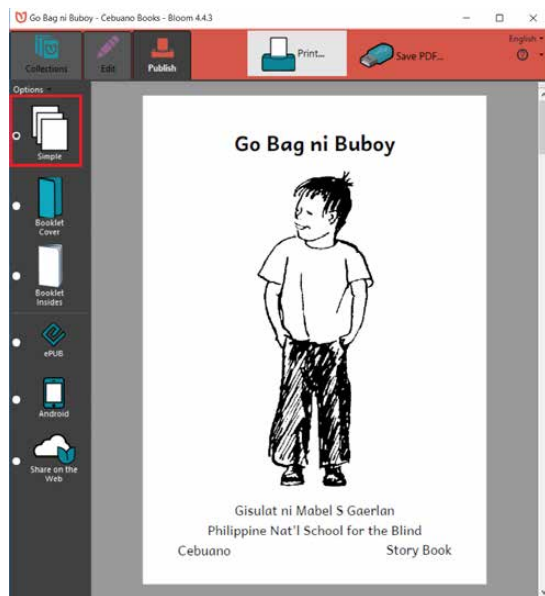 Go Bag ni Buboy - Cebuano Books - Bloom 4.4.3
Collections
Edit
Publish
Print...
Save PDF...
English
Options
Simple
Booklet
Cover
Booklet
Insides
ePUB
Android
Share on the
Web
Go Bag ni Buboy
Gisulat ni Mabel S Gaerlan
Philippine Nat'l School for the Blind
Cebuano Story Book